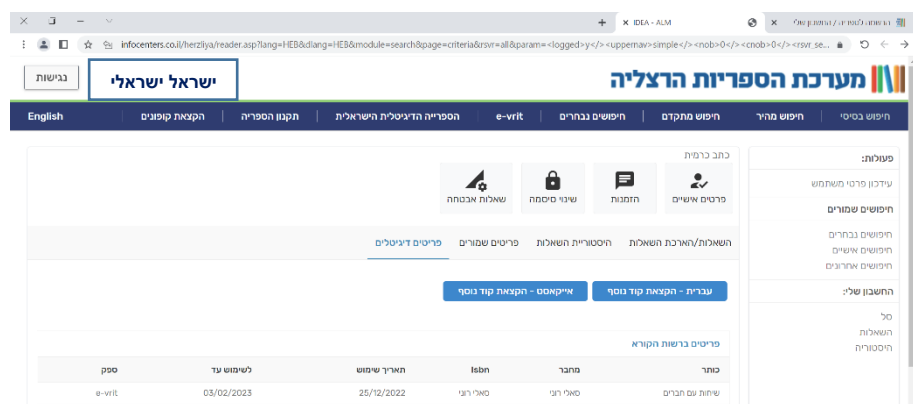 הרשומה לספריה / החשבון שלי
IDEA - ALM
infocenters.co.il/herzliya/reader.asp?lang=HEB&dlang=HEB&module=search&page=criteria&rsvr=all&param=<logged>y</><uppernav>simple</><nob>0</><cnob>0</><rsvr_se...
מערכת הספריות הרצליה
ישראל ישראלי
נגישות
חיפוש בסיסי | חיפוש מהיר | חיפוש מתקדם | חיפושים נבחרים | e-vrit | הספרייה הדיגיטלית הישראלית | תקנון הספריה | הקצאת קופונים | English
פעולות:
עידכון פרטי משתמש
חיפושים שמורים
חיפושים נבחרים
חיפושים אישיים
חיפושים אחרונים
החשבון שלי:
סל
השאלות
היסטוריה
כתב כרמית
פרטים אישיים הזמנות שינוי סיסמה שאלות אבטחה
השאלות/הארכת השאלות היסטוריית השאלות פריטים שמורים פריטים דיגיטלים
עברית - הקצאת קוד נוסף אייקאסט - הקצאת קוד נוסף
פריטים ברשות הקורא
כותר מחבר Isbn תאריך שימוש לשימוש עד ספק
שיחות עם חברים סאלי רוני סאלי רוני 25/12/2022 03/02/2023 e-vrit